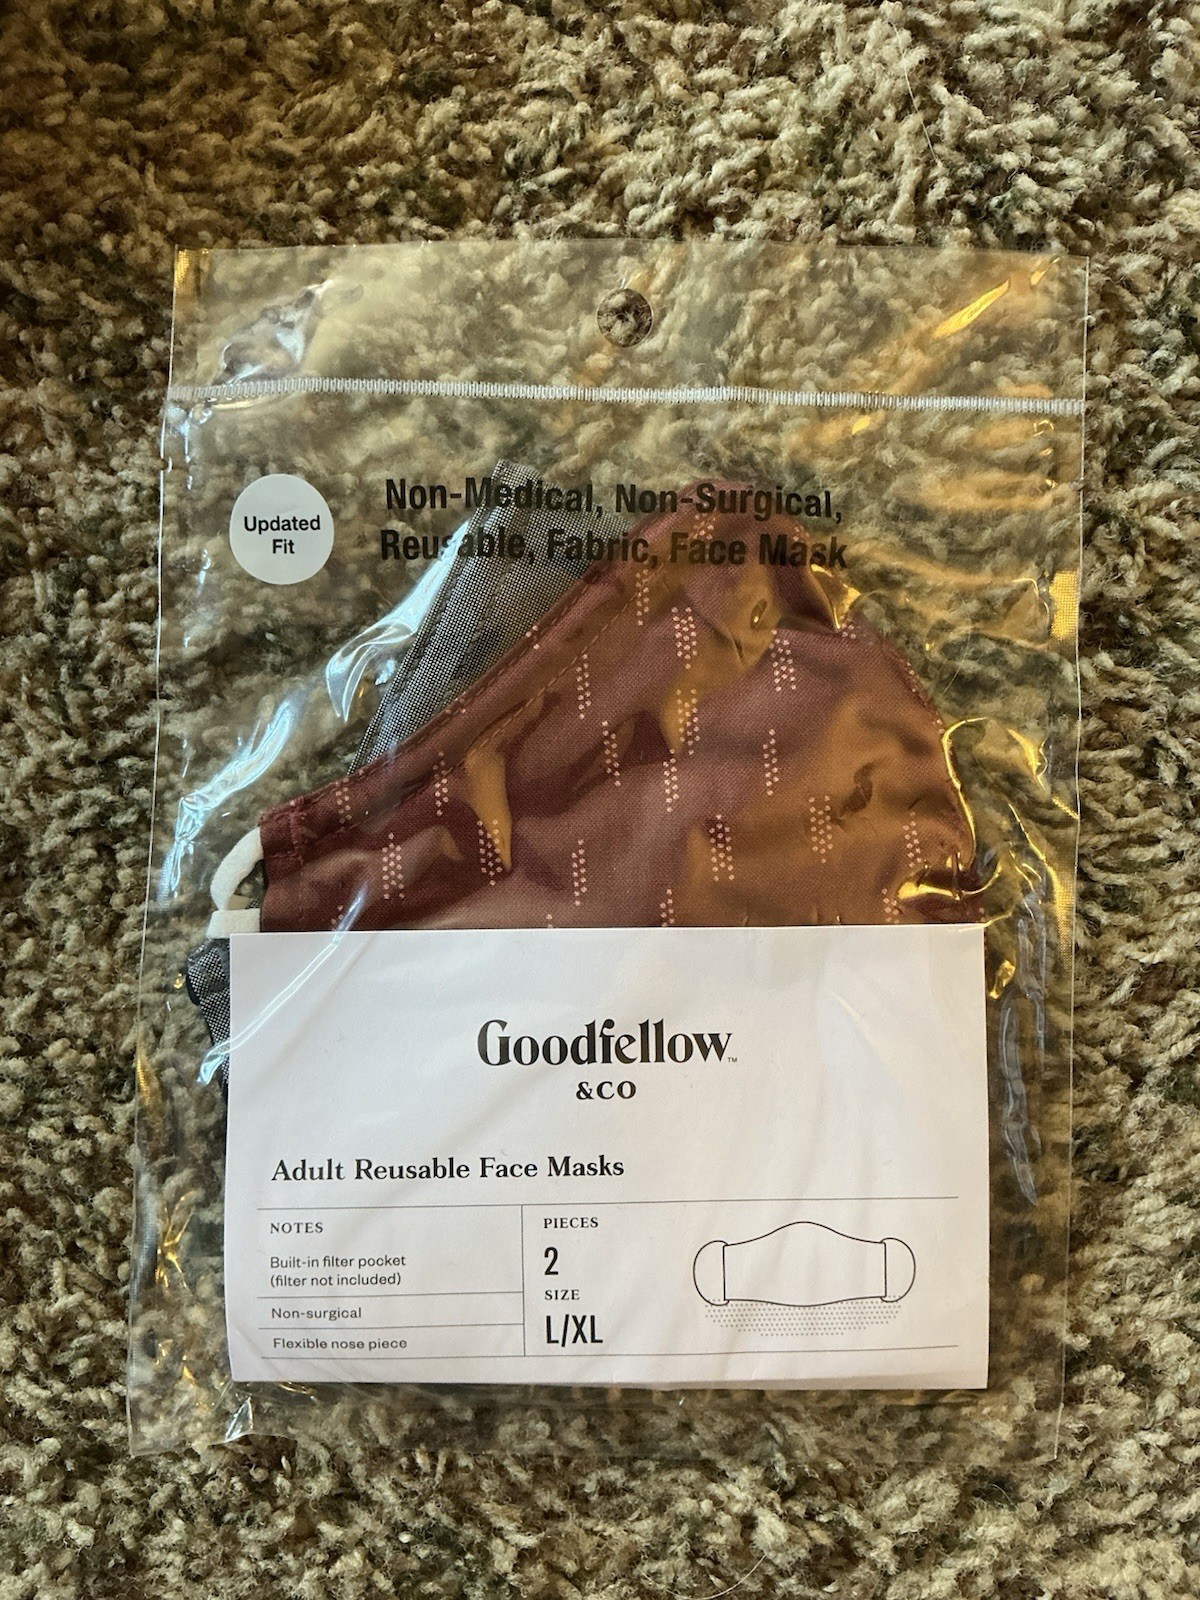 Updated
Fit
Non-Medical, Non-Surgical,
Reusable, Fabric, Face Mask
Goodfellow™
&CO
Adult Reusable Face Masks
NOTES
Built-in filter pocket
(filter not included)
Non-surgical
Flexible nose piece
PIECES
2
SIZE
L/XL